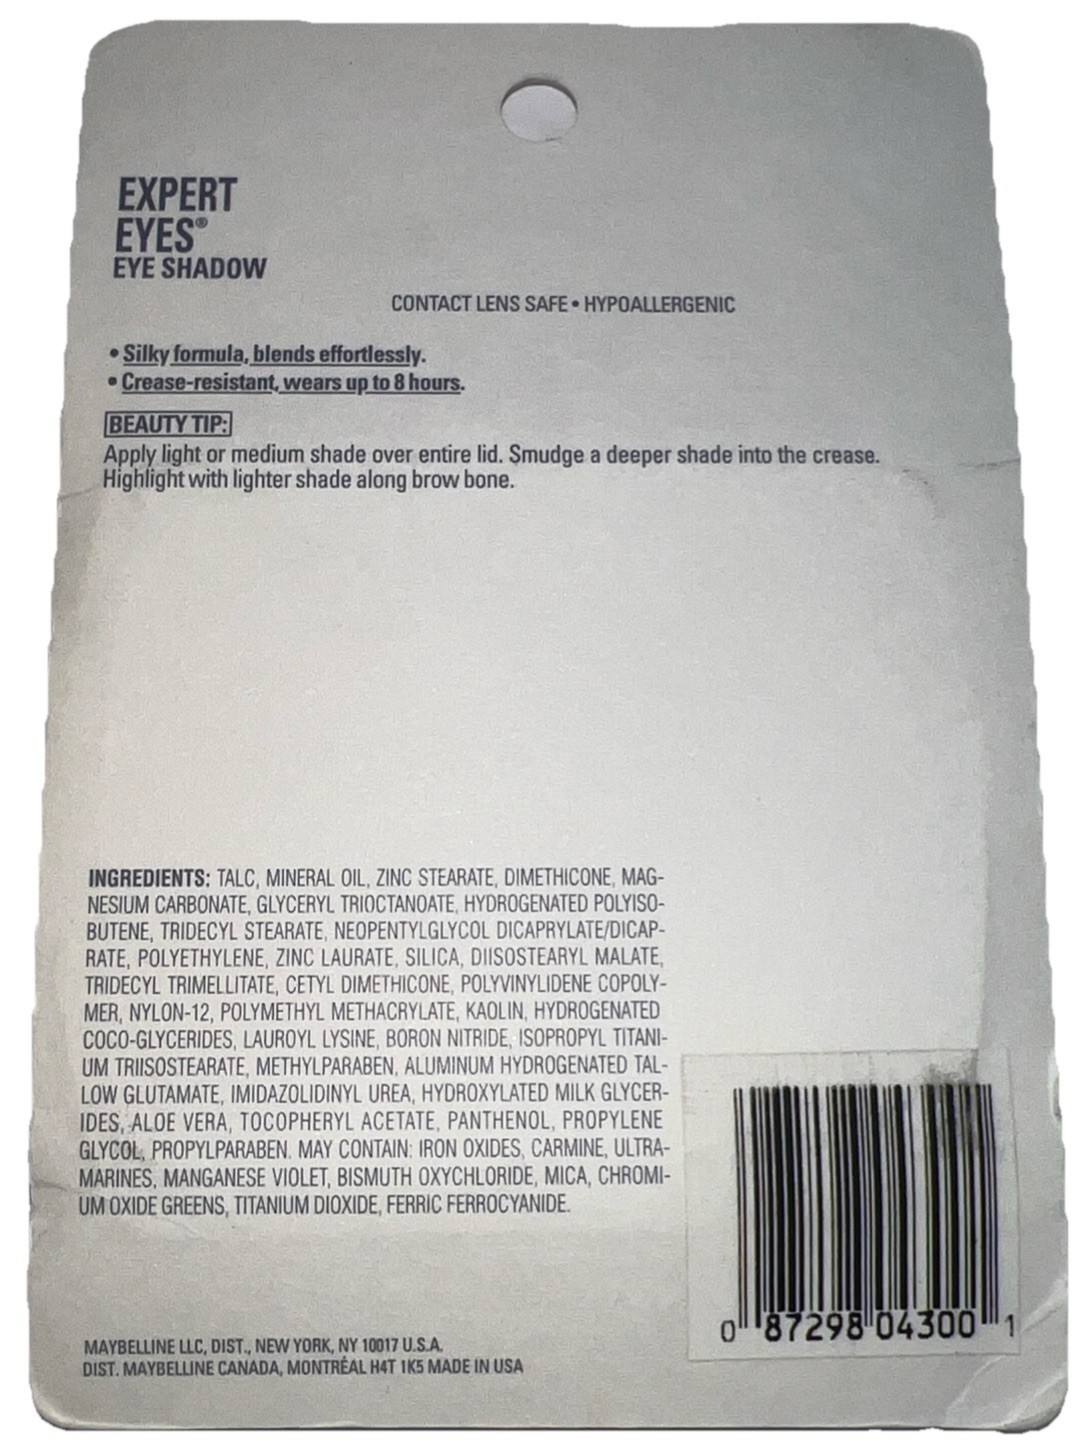 EXPERT
EYES®
EYE SHADOW
CONTACT LENS SAFE • HYPOALLERGENIC
• Silky formula, blends effortlessly.
• Crease-resistant, wears up to 8 hours.
BEAUTY TIP:
Apply light or medium shade over entire lid. Smudge a deeper shade into the crease.
Highlight with lighter shade along brow bone.
INGREDIENTS: TALC, MINERAL OIL, ZINC STEARATE, DIMETHICONE, MAG-
NESIUM CARBONATE, GLYCERYL TRIOCTANOATE, HYDROGENATED POLYISO-
BUTENE, TRIDECYL STEARATE, NEOPENTYLGLYCOL DICAPRYLATE/DICAP-
RATE, POLYETHYLENE, ZINC LAURATE, SILICA, DIISOSTEARYL MALATE,
TRIDECYL TRIMELLITATE, CETYL DIMETHICONE, POLYVINYLIDENE COPOLY-
MER, NYLON-12, POLYMETHYL METHACRYLATE, KAOLIN, HYDROGENATED
COCO-GLYCERIDES, LAUROYL LYSINE, BORON NITRIDE, ISOPROPYL TITANI-
UM TRIISOSTEARATE, METHYLPARABEN, ALUMINUM HYDROGENATED TAL-
LOW GLUTAMATE, IMIDAZOLIDINYL UREA, HYDROXYLATED MILK GLYCER-
IDES, ALOE VERA, TOCOPHERYL ACETATE, PANTHENOL, PROPYLENE
GLYCOL, PROPYLPARABEN. MAY CONTAIN: IRON OXIDES, CARMINE, ULTRA-
MARINES, MANGANESE VIOLET, BISMUTH OXYCHLORIDE, MICA, CHROMI-
UM OXIDE GREENS, TITANIUM DIOXIDE, FERRIC FERROCYANIDE.
0 87298 04300 1
MAYBELLINE LLC, DIST., NEW YORK, NY 10017 U.S.A.
DIST. MAYBELLINE CANADA, MONTRÉAL H4T 1K5 MADE IN USA